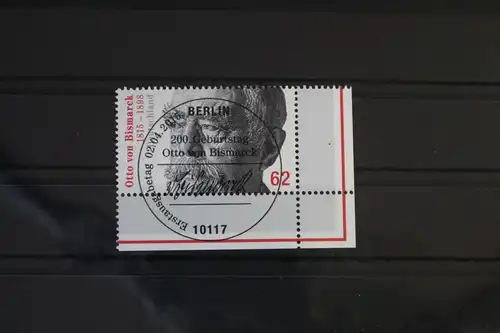 Otto von Bismarck
1815 – 1898
62
BERLIN
200. Geburtstag
Otto von Bismarck
Erstausgabetag 02.04.2015
10117